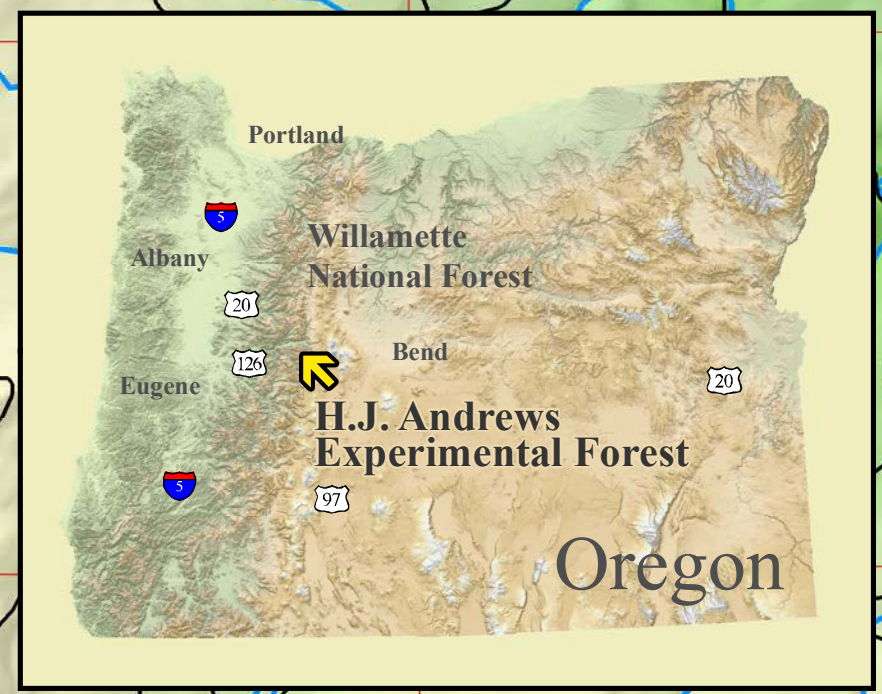 Portland
5
Willamette
National Forest
Albany
20
126
Bend
20
Eugene
H.J. Andrews
Experimental Forest
5
97
Oregon